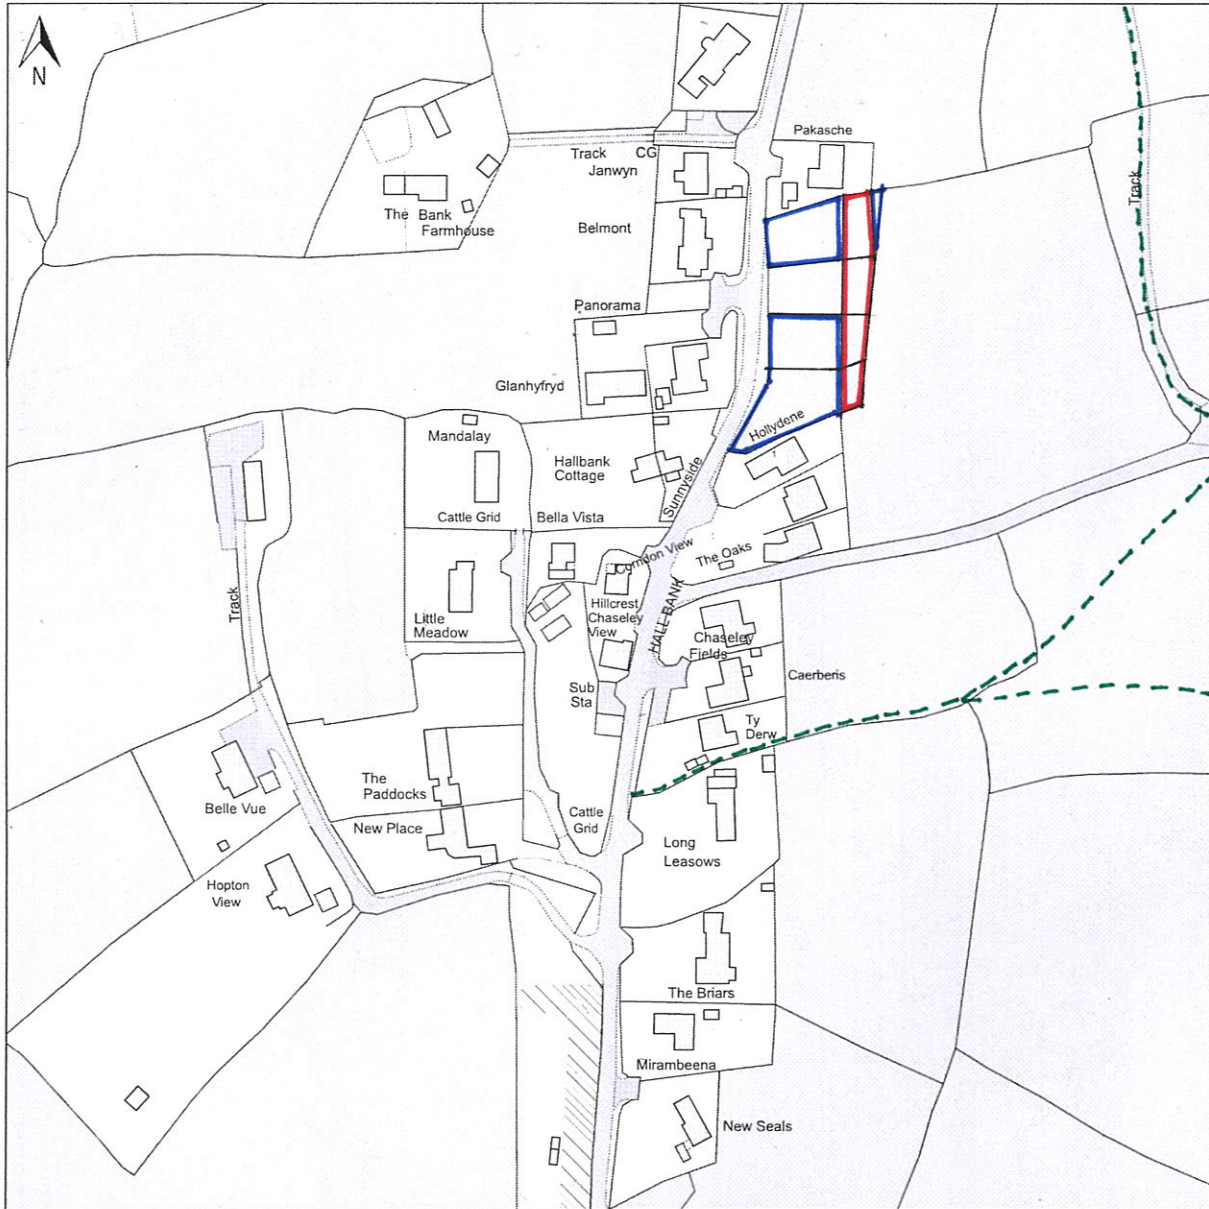 N
Pakasche
Track CG
Janwyn
Track
The Bank
Farmhouse
Belmont
Panorama
Glanhyfryd
Hollydene
Mandalay
Hallbank
Cottage
Sunnyside
Cattle Grid
Bella Vista
Corndon View
The Oaks
Track
Little
Meadow
Hillcrest
Chaseley
View
HALL BANK
Chaseley
Fields
Caerberis
Sub
Sta
Ty
Derw
The
Paddocks
Belle Vue
New Place
Cattle
Grid
Long
Leasows
Hopton
View
The Briars
Mirambeena
New Seals